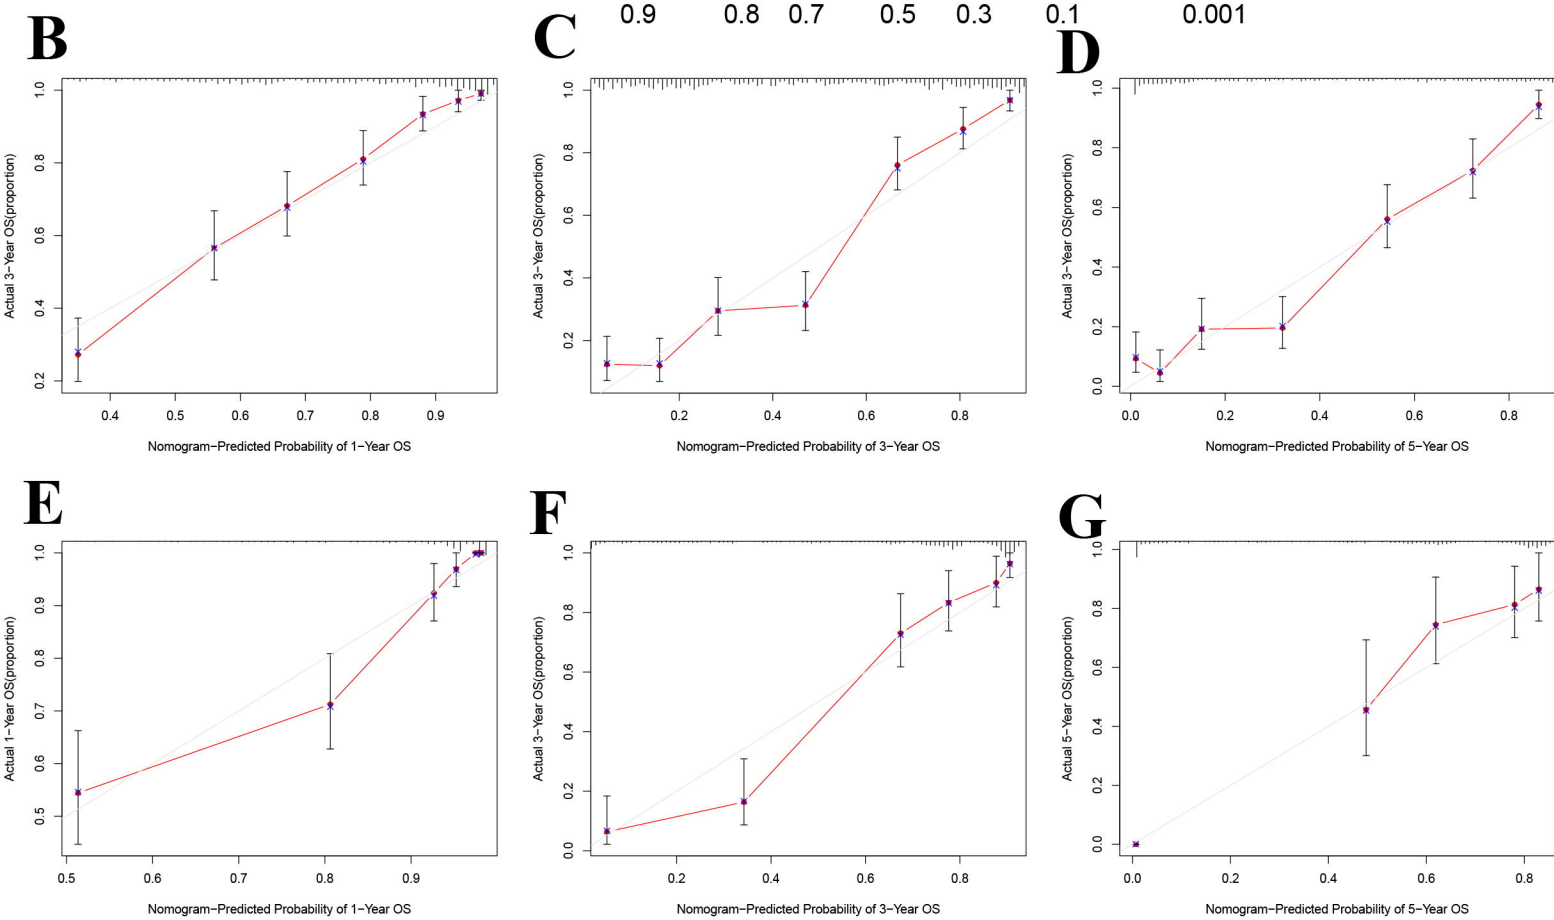 0.9 0.8 0.7 0.5 0.3 0.1 0.001
B
Actual 3−Year OS(proportion)
1.0
0.8
0.6
0.4
0.2
0.4 0.5 0.6 0.7 0.8 0.9
Nomogram−Predicted Probability of 1−Year OS
C
Actual 3−Year OS(proportion)
1.0
0.8
0.6
0.4
0.2
0.2 0.4 0.6 0.8
Nomogram−Predicted Probability of 3−Year OS
D
Actual 3−Year OS(proportion)
1.0
0.8
0.6
0.4
0.2
0.0
0.0 0.2 0.4 0.6 0.8
Nomogram−Predicted Probability of 5−Year OS
E
Actual 1−Year OS(proportion)
1.0
0.9
0.8
0.7
0.6
0.5
0.5 0.6 0.7 0.8 0.9
Nomogram−Predicted Probability of 1−Year OS
F
Actual 3−Year OS(proportion)
1.0
0.8
0.6
0.4
0.2
0.0
0.2 0.4 0.6 0.8
Nomogram−Predicted Probability of 3−Year OS
G
Actual 5−Year OS(proportion)
1.0
0.8
0.6
0.4
0.2
0.0
0.0 0.2 0.4 0.6 0.8
Nomogram−Predicted Probability of 5−Year OS